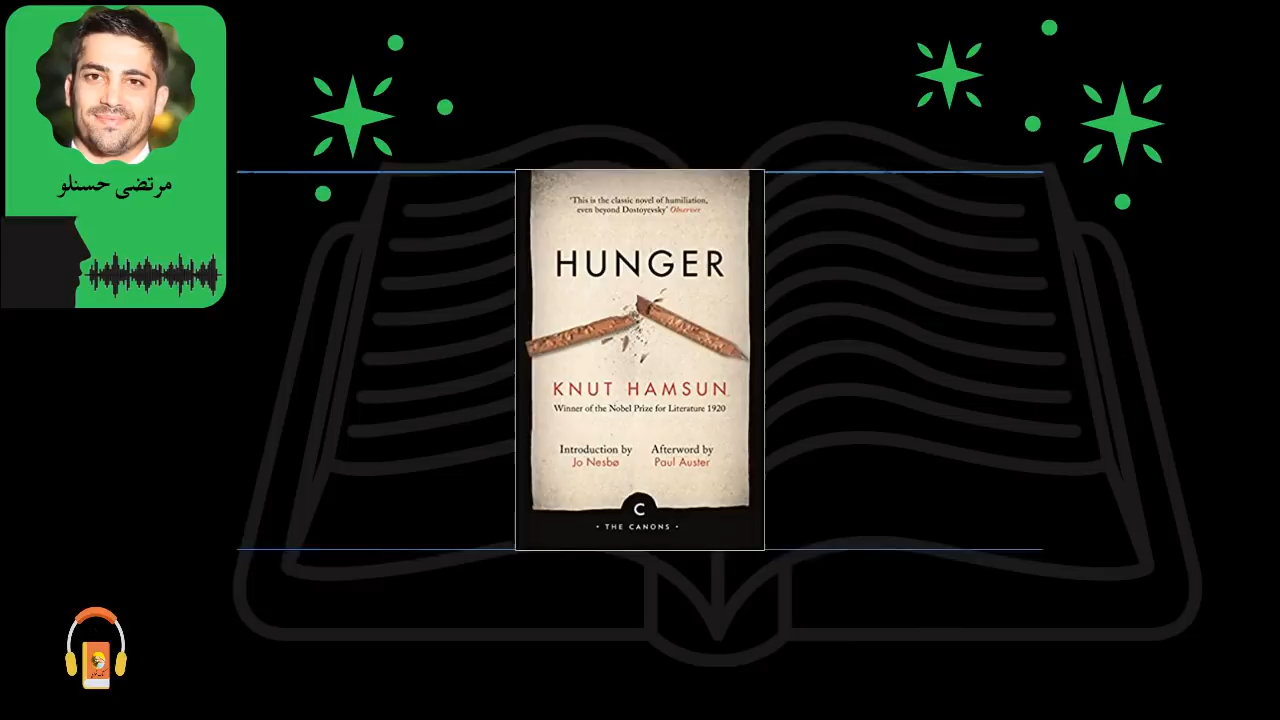 مرتضی حسنلو
'This is the classic novel of humiliation,
even beyond Dostoyevsky' Observer
HUNGER
KNUT HAMSUN
Winner of the Nobel Prize for Literature 1920
Introduction by
Jo Nesbø
Afterword by
Paul Auster
C
• THE CANONS •